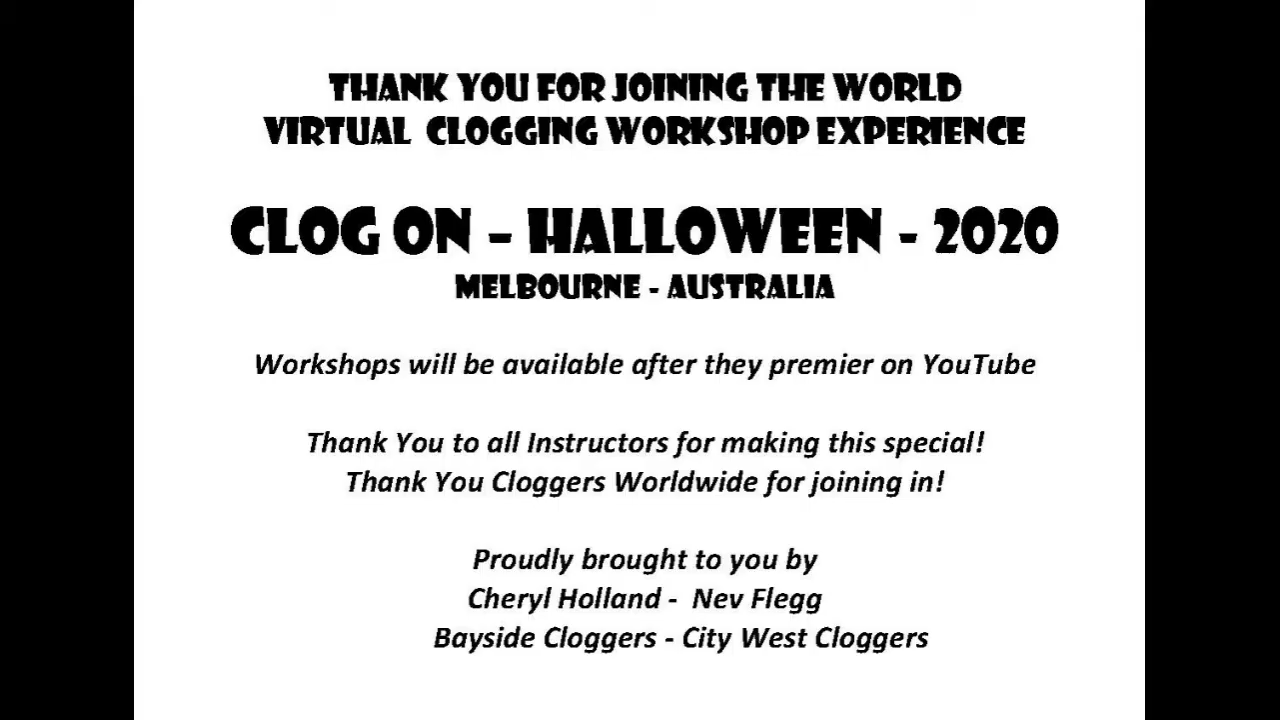 THANK YOU FOR JOINING THE WORLD
VIRTUAL CLOGGING WORKSHOP EXPERIENCE
CLOG ON – HALLOWEEN - 2020
MELBOURNE - AUSTRALIA
Workshops will be available after they premier on YouTube
Thank You to all Instructors for making this special!
Thank You Cloggers Worldwide for joining in!
Proudly brought to you by
Cheryl Holland - Nev Flegg
Bayside Cloggers - City West Cloggers